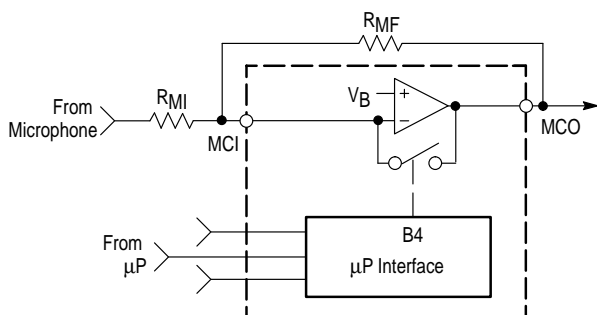 RMF
VB
+
From
Microphone
RMI
MCI
−
MCO
From
μP
B4
μP Interface